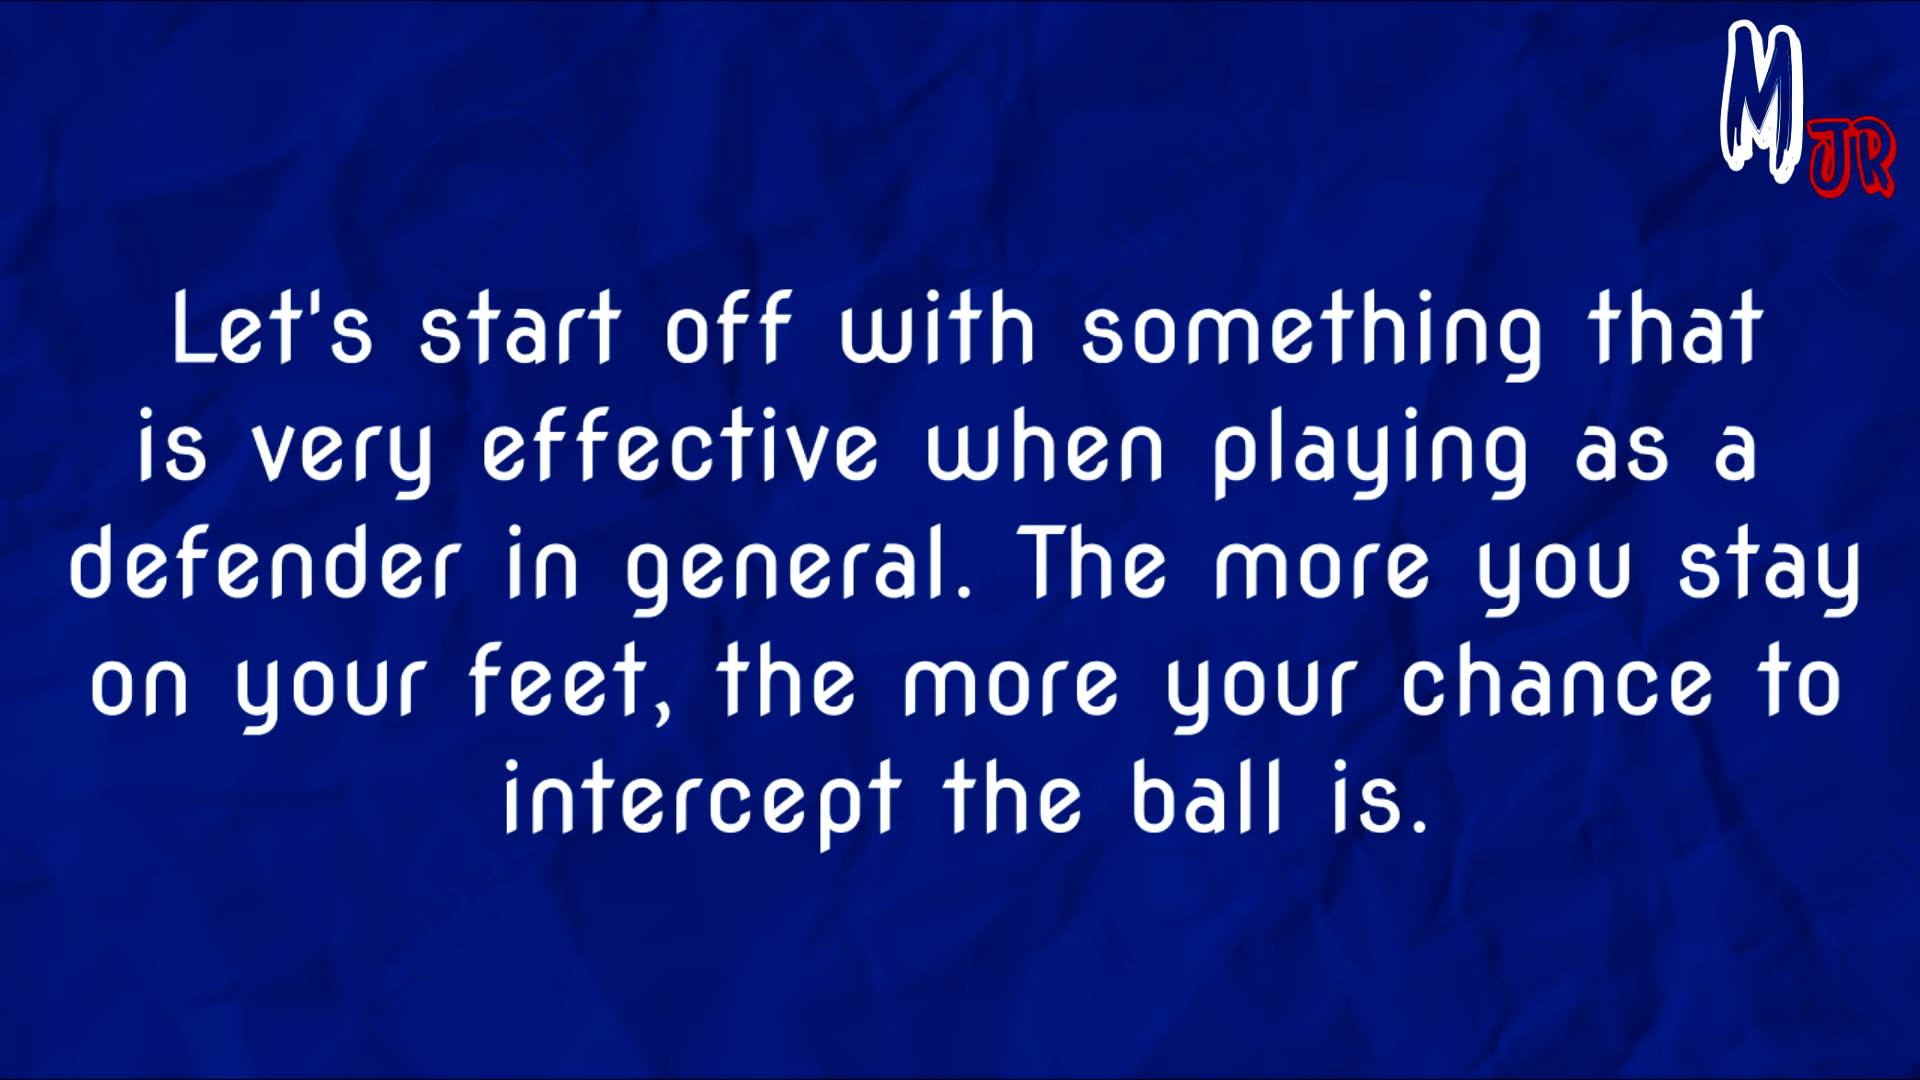 M
JR
Let's start off with something that
is very effective when playing as a
defender in general. The more you stay
on your feet, the more your chance to
intercept the ball is.